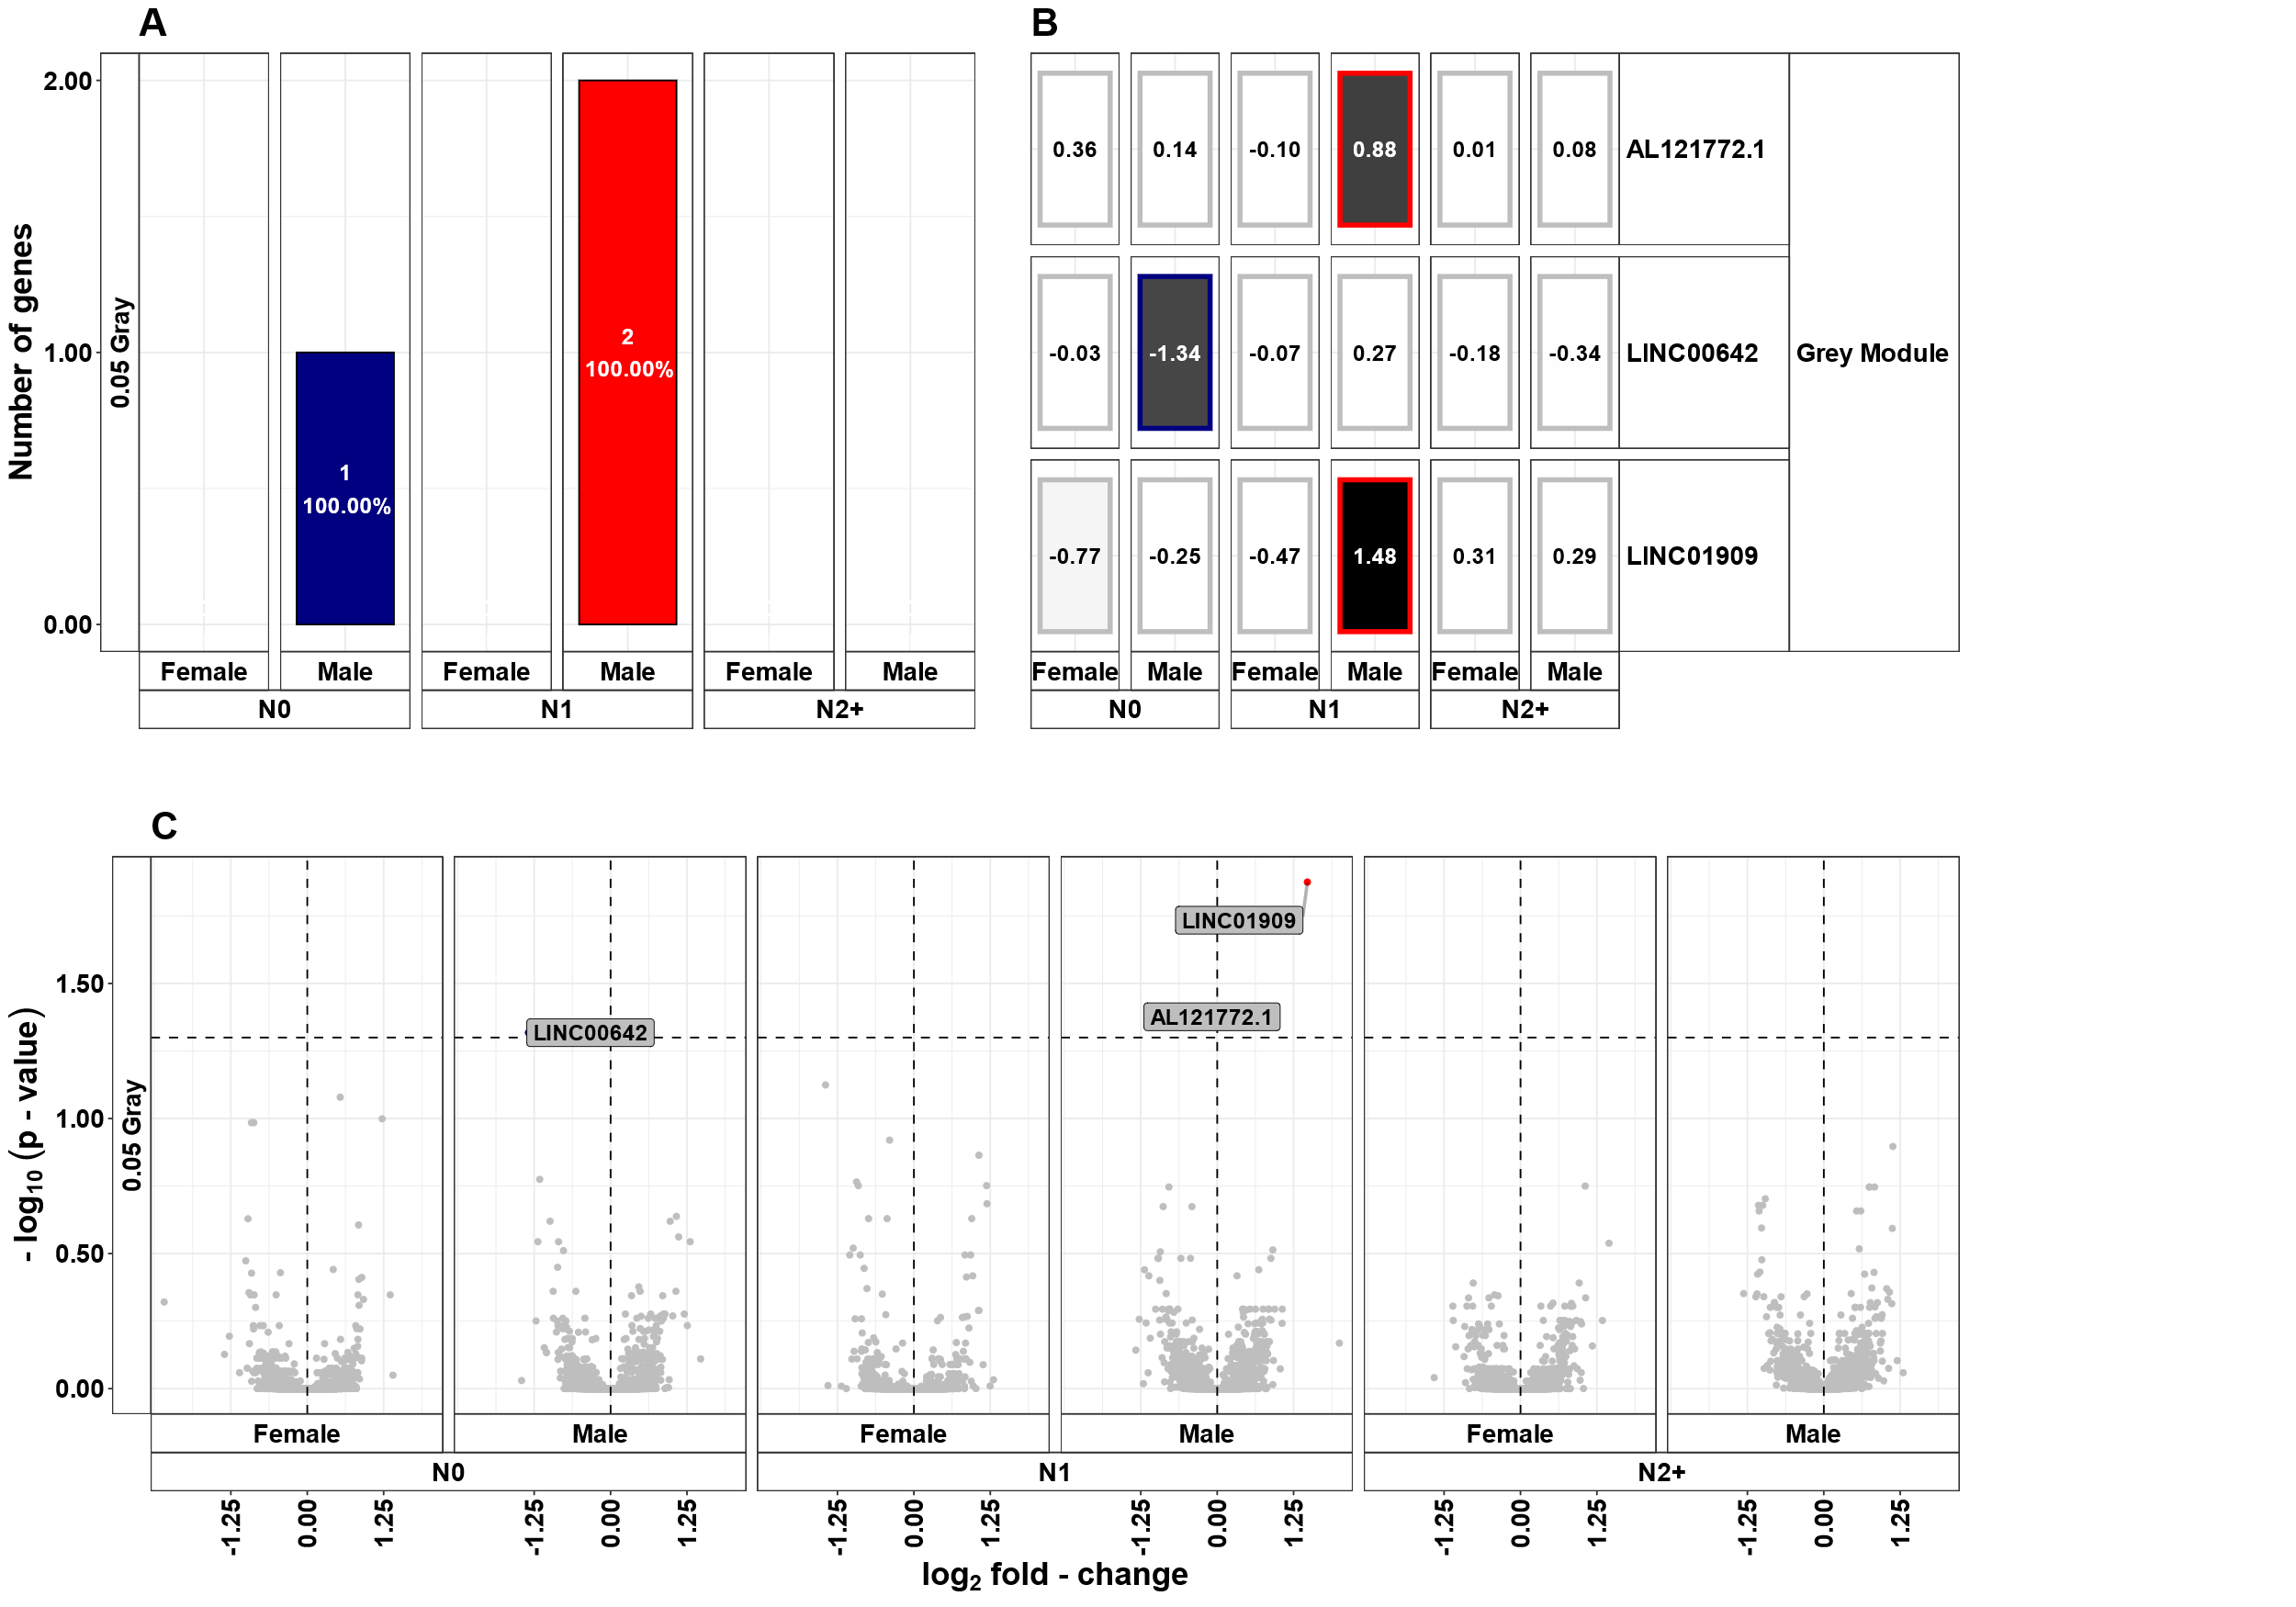 A
Number of genes
0.05 Gray
2.00
1.00
0.00
1
100.00%
2
100.00%
Female Male Female Male Female Male
N0 N1 N2+
B
0.36 0.14 -0.10 0.88 0.01 0.08 AL121772.1
-0.03 -1.34 -0.07 0.27 -0.18 -0.34 LINC00642 Grey Module
-0.77 -0.25 -0.47 1.48 0.31 0.29 LINC01909
Female Male Female Male Female Male
N0 N1 N2+
C
- log10 (p - value)
0.05 Gray
1.50
1.00
0.50
0.00
LINC01909
AL121772.1
LINC00642
Female Male Female Male Female Male
N0 N1 N2+
-1.25 0.00 1.25 -1.25 0.00 1.25 -1.25 0.00 1.25 -1.25 0.00 1.25 -1.25 0.00 1.25 -1.25 0.00 1.25
log2 fold - change